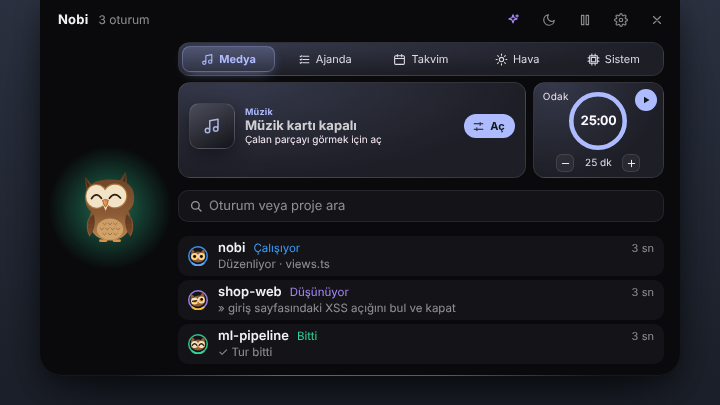 Nobi 3 oturum
Medya Ajanda Takvim Hava Sistem
Müzik
Müzik kartı kapalı
Çalan parçayı görmek için aç
Aç
Odak
25:00
− 25 dk +
Oturum veya proje ara
nobi Çalışıyor 3 sn
Düzenliyor · views.ts
shop-web Düşünüyor 3 sn
» giriş sayfasındaki XSS açığını bul ve kapat
ml-pipeline Bitti 3 sn
✓ Tur bitti